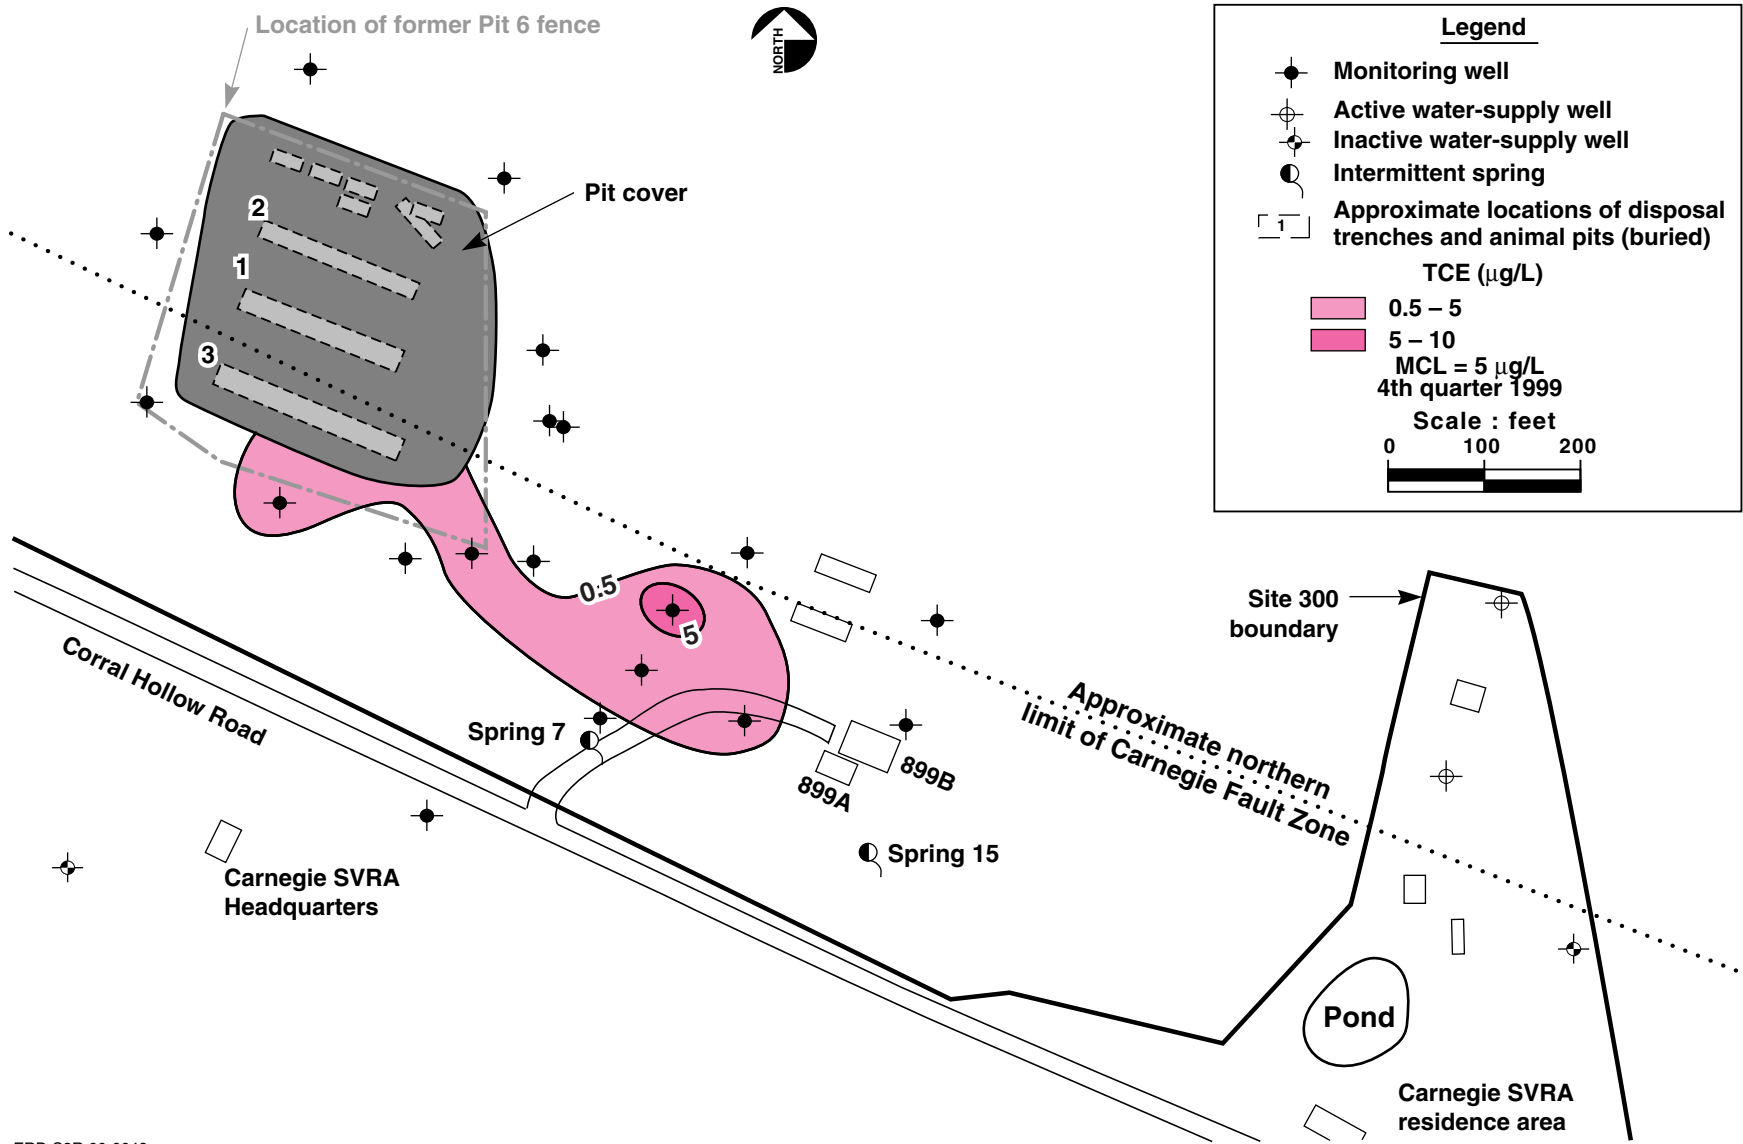 Location of former Pit 6 fence
NORTH
Pit cover
2
1
3
0.5
5
Corral Hollow Road
Spring 7
899B
899A
Spring 15
Carnegie SVRA
Headquarters
Approximate northern
limit of Carnegie Fault Zone
Site 300
boundary
Pond
Carnegie SVRA
residence area
Legend
Monitoring well
Active water-supply well
Inactive water-supply well
Intermittent spring
1
Approximate locations of disposal
trenches and animal pits (buried)
TCE (μg/L)
0.5 – 5
5 – 10
MCL = 5 μg/L
4th quarter 1999
Scale : feet
0 100 200